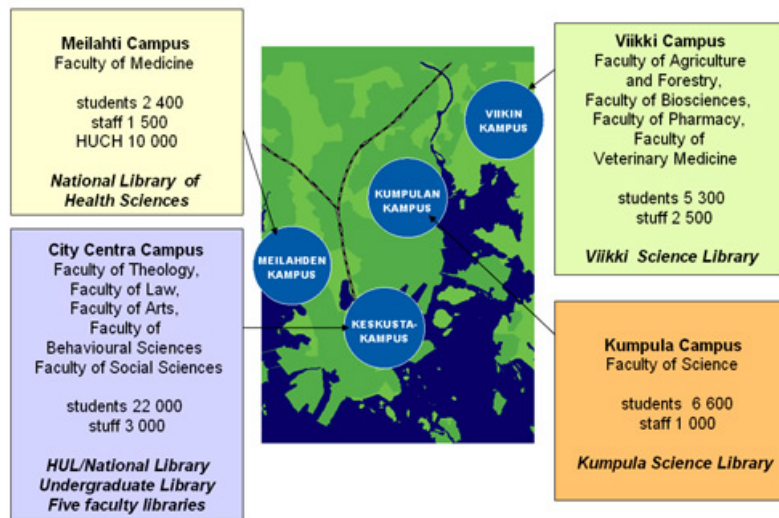 Meilahti Campus
Faculty of Medicine
students 2 400
staff 1 500
HUCH 10 000
National Library of
Health Sciences
City Centra Campus
Faculty of Theology,
Faculty of Law,
Faculty of Arts,
Faculty of
Behavioural Sciences
Faculty of Social Sciences
students 22 000
stuff 3 000
HUL/National Library
Undergraduate Library
Five faculty libraries
VIIKIN
KAMPUS
KUMPULAN
KAMPUS
MEILAHDEN
KAMPUS
KESKUSTA-
KAMPUS
Viikki Campus
Faculty of Agriculture
and Forestry,
Faculty of Biosciences,
Faculty of Pharmacy,
Faculty of
Veterinary Medicine
students 5 300
stuff 2 500
Viikki Science Library
Kumpula Campus
Faculty of Science
students 6 600
staff 1 000
Kumpula Science Library